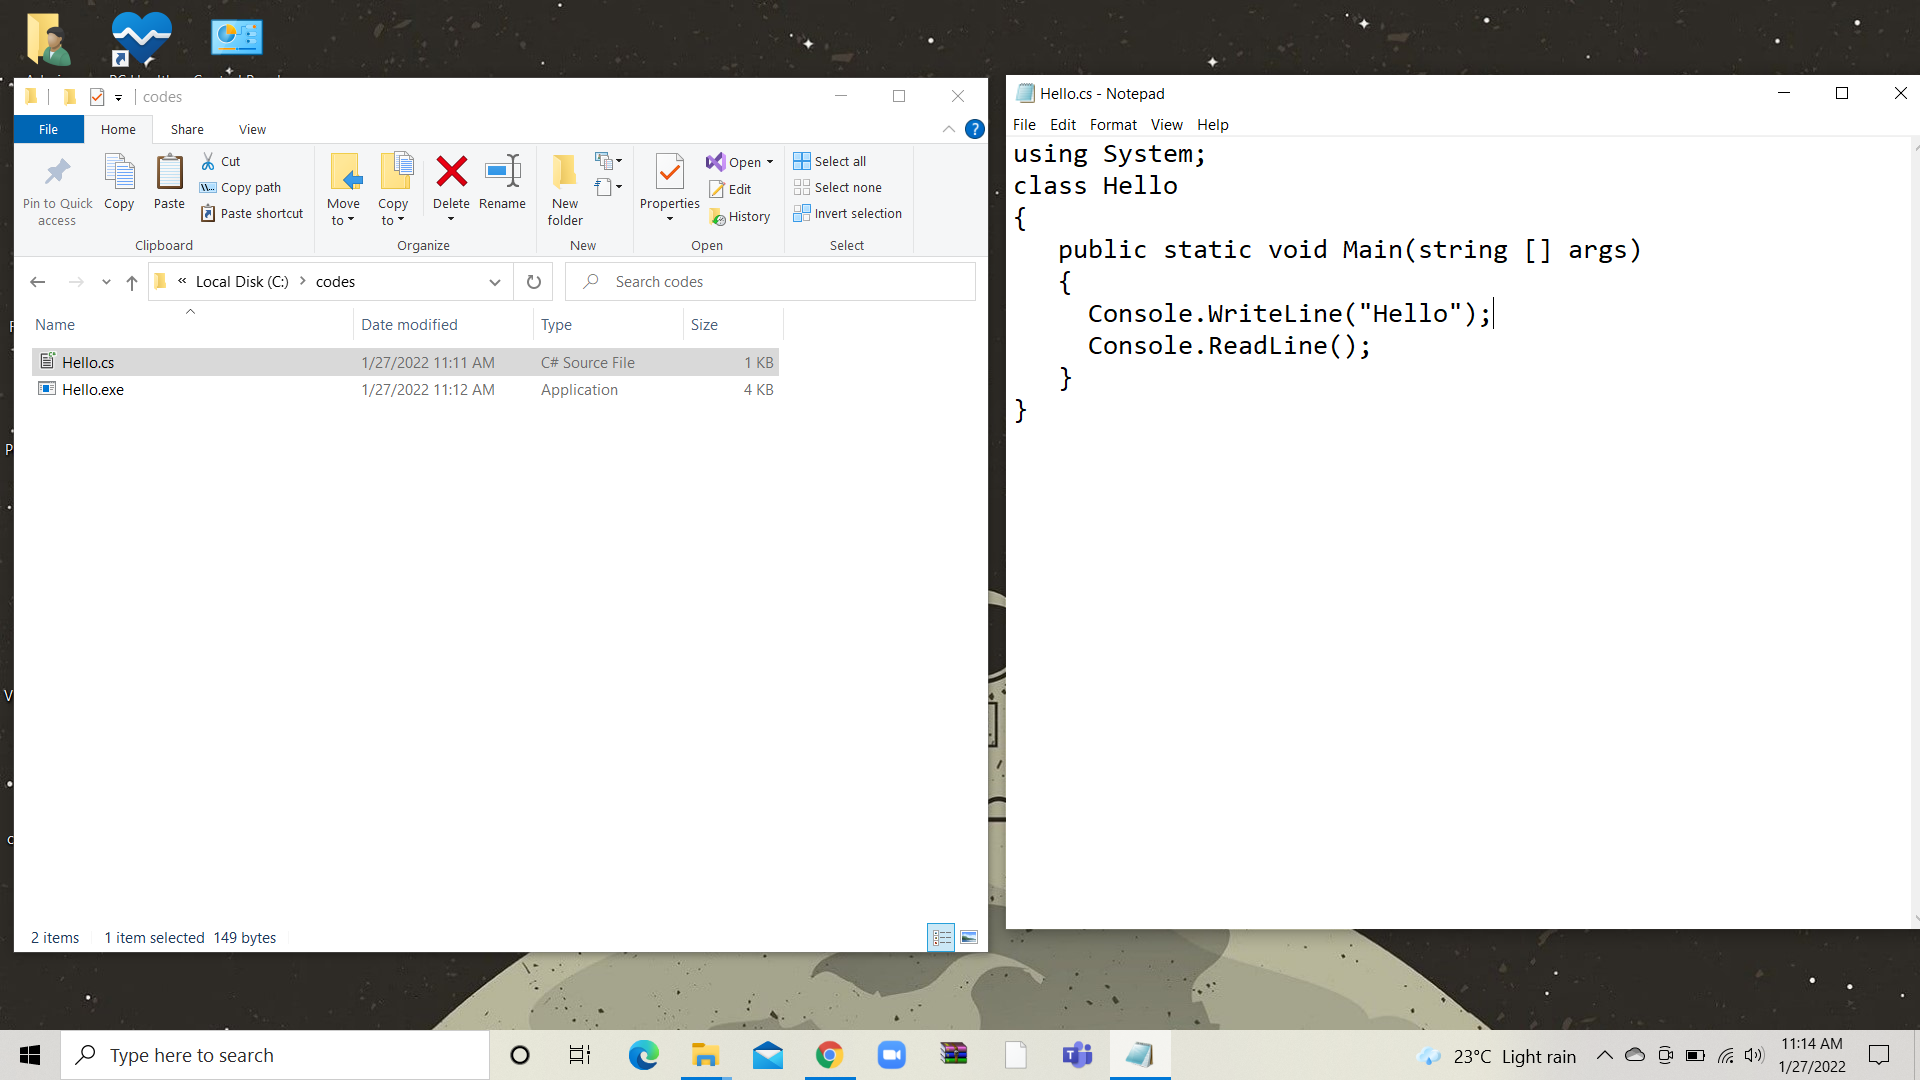 codes
File Home Share View
Pin to Quick access
Copy
Paste
Cut
Copy path
Paste shortcut
Clipboard
Move to
Copy to
Delete
Rename
Organize
New folder
New
Properties
Open
Edit
History
Open
Select all
Select none
Invert selection
Select
« Local Disk (C:) > codes
Search codes
Name Date modified Type Size
Hello.cs 1/27/2022 11:11 AM C# Source File 1 KB
Hello.exe 1/27/2022 11:12 AM Application 4 KB
2 items 1 item selected 149 bytes
Hello.cs - Notepad
File Edit Format View Help
using System;
class Hello
{
public static void Main(string [] args)
{
Console.WriteLine("Hello");
Console.ReadLine();
}
}
Type here to search
23°C Light rain
11:14 AM
1/27/2022